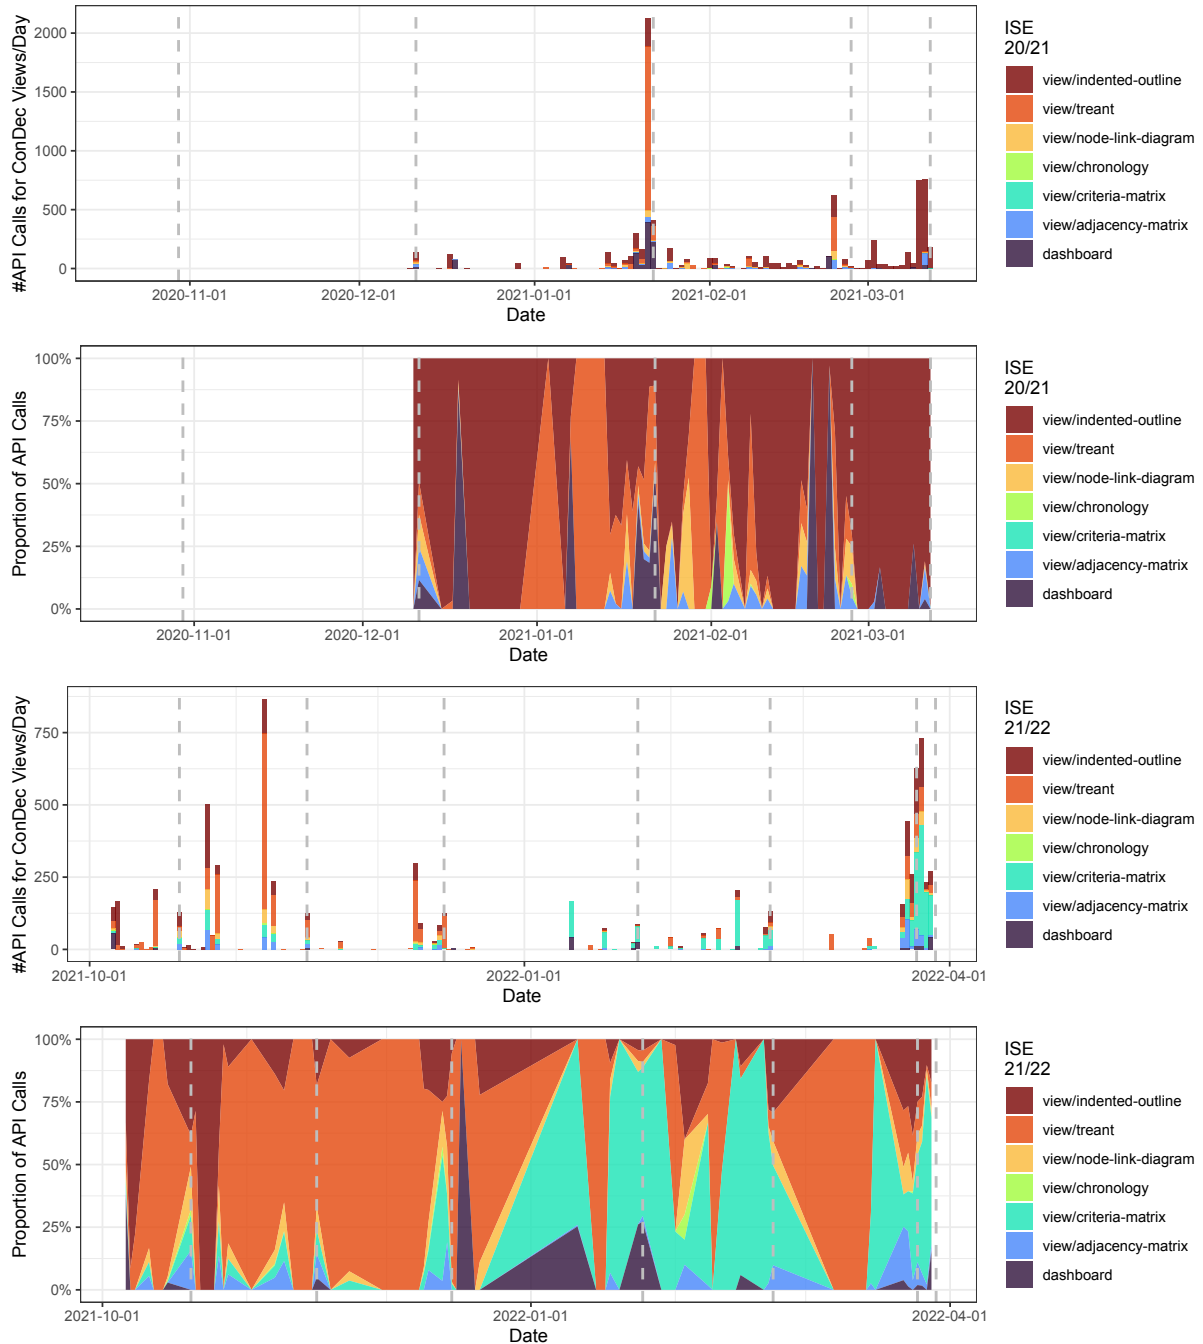 #API Calls for ConDec Views/Day
2000
1500
1000
500
0
2020-11-01
2020-12-01
2021-01-01
2021-02-01
2021-03-01
Date
ISE
20/21
view/indented-outline
view/treant
view/node-link-diagram
view/chronology
view/criteria-matrix
view/adjacency-matrix
dashboard
Proportion of API Calls
100%
75%
50%
25%
0%
2020-11-01
2020-12-01
2021-01-01
2021-02-01
2021-03-01
Date
ISE
20/21
view/indented-outline
view/treant
view/node-link-diagram
view/chronology
view/criteria-matrix
view/adjacency-matrix
dashboard
#API Calls for ConDec Views/Day
750
500
250
0
2021-10-01
2022-01-01
2022-04-01
Date
ISE
21/22
view/indented-outline
view/treant
view/node-link-diagram
view/chronology
view/criteria-matrix
view/adjacency-matrix
dashboard
Proportion of API Calls
100%
75%
50%
25%
0%
2021-10-01
2022-01-01
2022-04-01
Date
ISE
21/22
view/indented-outline
view/treant
view/node-link-diagram
view/chronology
view/criteria-matrix
view/adjacency-matrix
dashboard